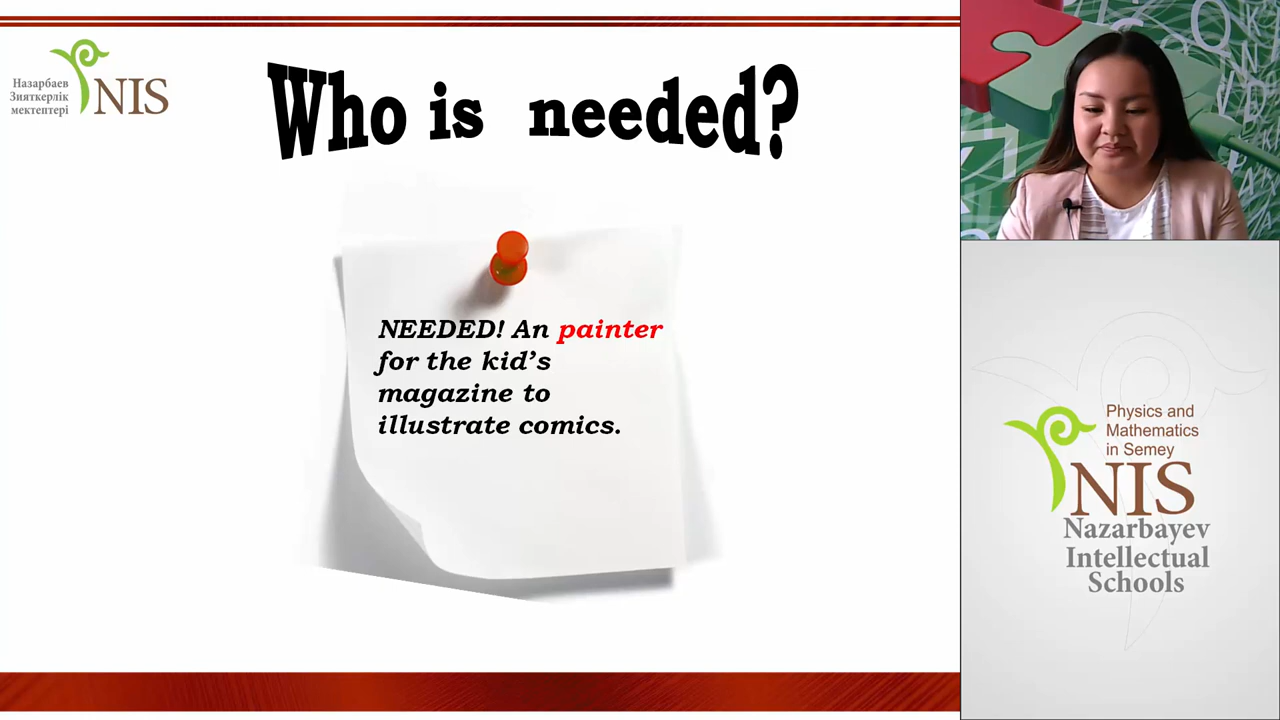 Назарбаев
Зияткерлік
мектептері
NIS
Who is needed?
NEEDED! An painter
for the kid’s
magazine to
illustrate comics.
Physics and
Mathematics
in Semey
NIS
Nazarbayev
Intellectual
Schools